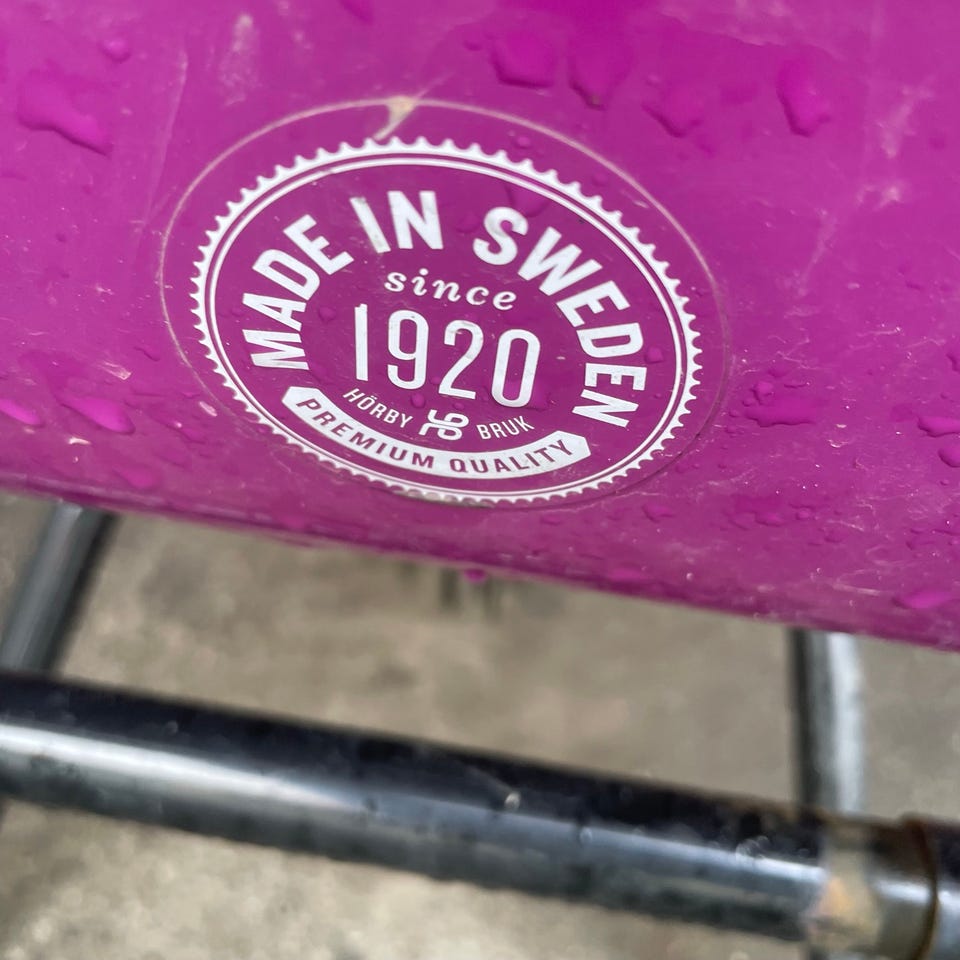 MADE IN SWEDEN
since
1920
HÖRBY BRUK
PREMIUM QUALITY